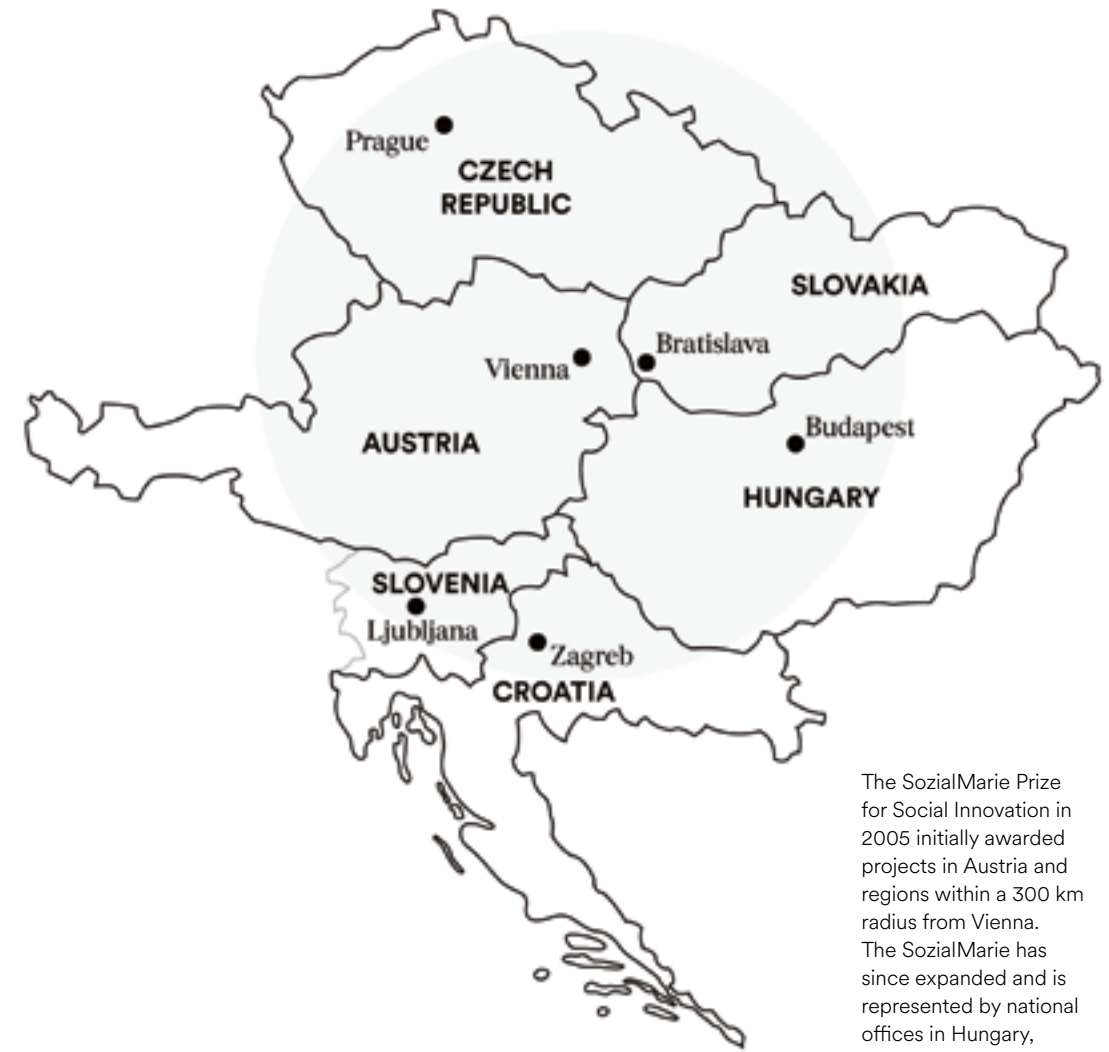 Prague
CZECH
REPUBLIC
SLOVAKIA
Bratislava
Vienna
Budapest
AUSTRIA
HUNGARY
SLOVENIA
Ljubljana
Zagreb
CROATIA
The SozialMarie Prize
for Social Innovation in
2005 initially awarded
projects in Austria and
regions within a 300 km
radius from Vienna.
The SozialMarie has
since expanded and is
represented by national
offices in Hungary,